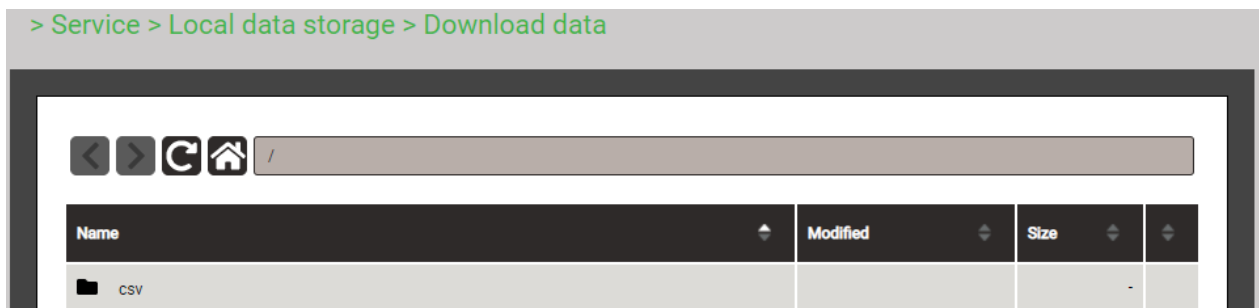 > Service > Local data storage > Download data
/
Name Modified Size
csv -